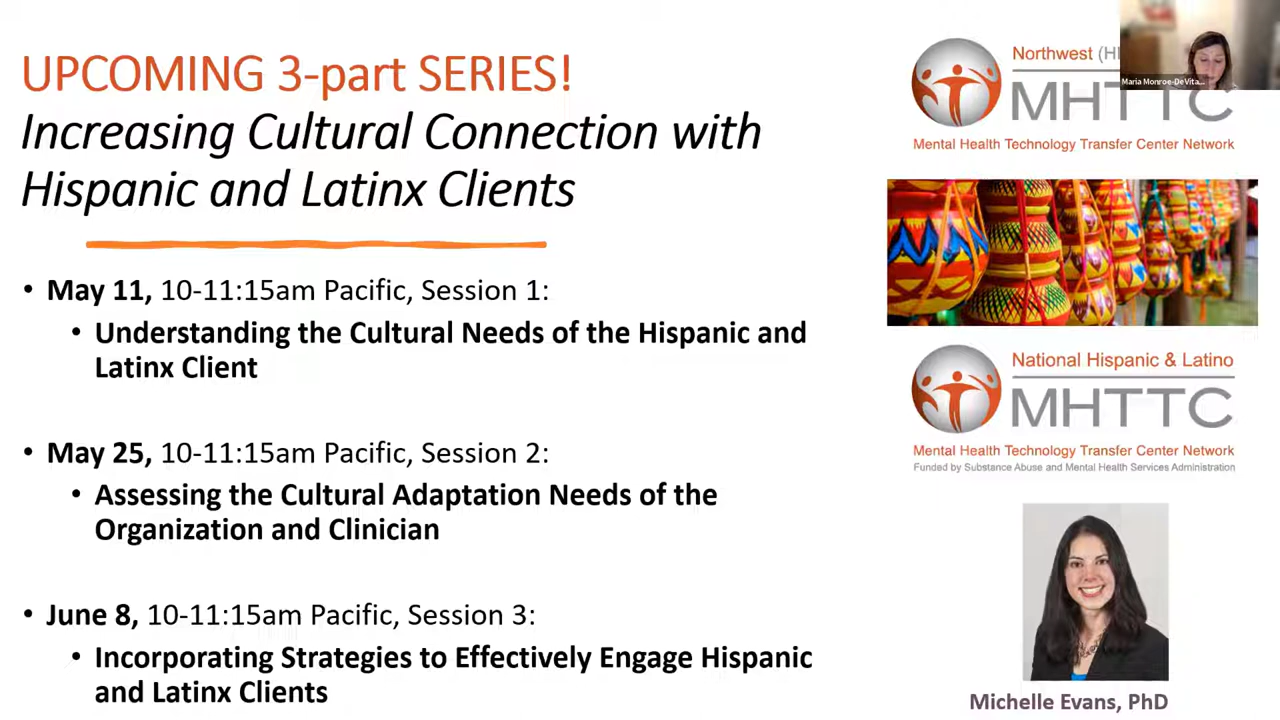 UPCOMING 3-part SERIES!
Increasing Cultural Connection with
Hispanic and Latinx Clients
• May 11, 10-11:15am Pacific, Session 1:
• Understanding the Cultural Needs of the Hispanic and
Latinx Client
• May 25, 10-11:15am Pacific, Session 2:
• Assessing the Cultural Adaptation Needs of the
Organization and Clinician
• June 8, 10-11:15am Pacific, Session 3:
• Incorporating Strategies to Effectively Engage Hispanic
and Latinx Clients
Northwest
MHTTC
Mental Health Technology Transfer Center Network
Maria Monroe-DeVita...
National Hispanic & Latino
MHTTC
Mental Health Technology Transfer Center Network
Funded by Substance Abuse and Mental Health Services Administration
Michelle Evans, PhD